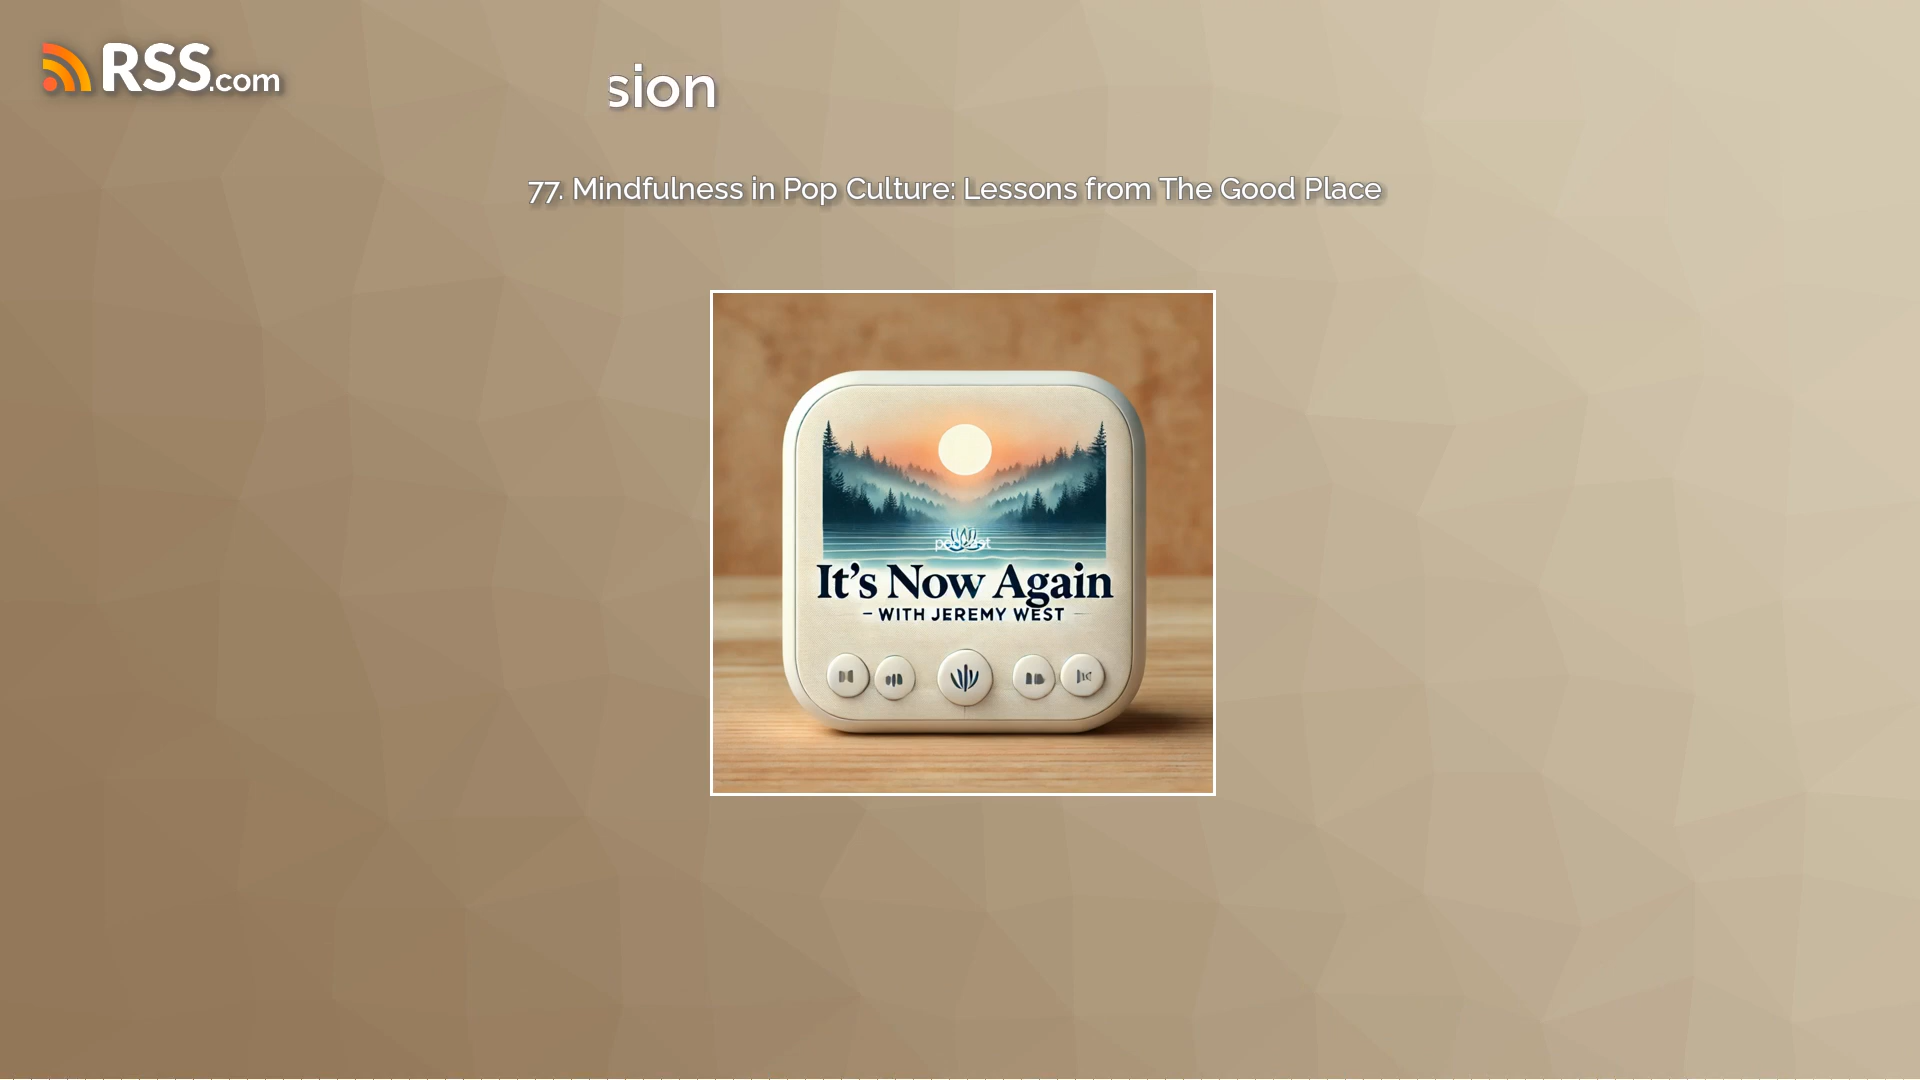 RSS.com
sion
77. Mindfulness in Pop Culture: Lessons from The Good Place
podcast
It's Now Again
- WITH JEREMY WEST -